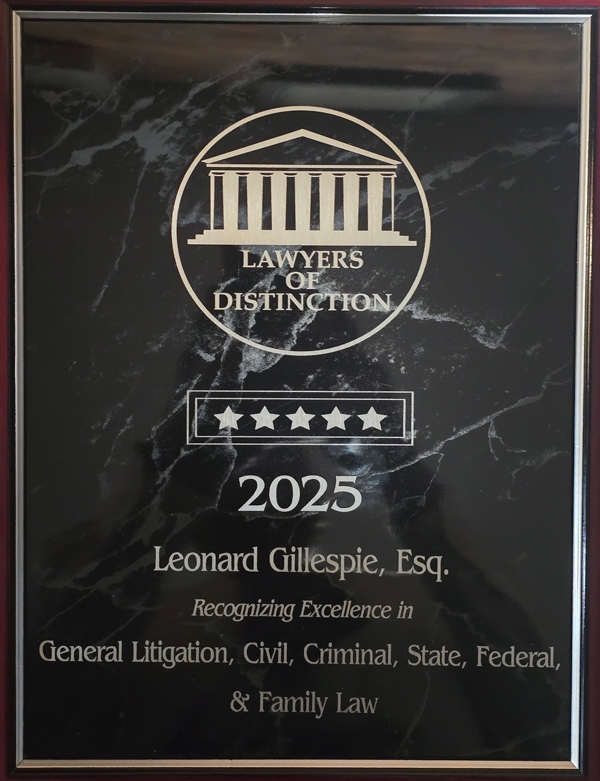 LAWYERS
OF
DISTINCTION
2025
Leonard Gillespie, Esq.
Recognizing Excellence in
General Litigation, Civil, Criminal, State, Federal,
& Family Law